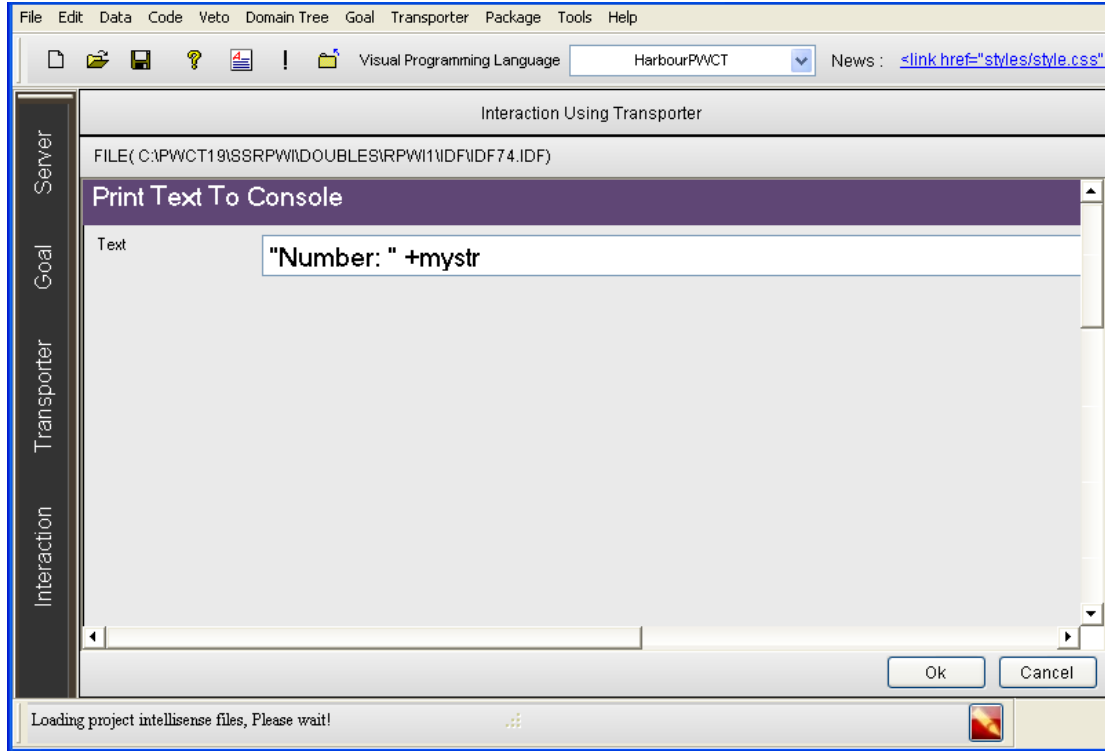 File Edit Data Code Veto Domain Tree Goal Transporter Package Tools Help
Visual Programming Language HarbourPWCT News : <link href="styles/style.css"
Interaction Using Transporter
FILE( C:\PWCT19\SSRPWI\DOUBLES\RPWI1\IDF\IDF74.IDF)
Print Text To Console
Text "Number: " +mystr
Server
Goal
Transporter
Interaction
Ok Cancel
Loading project intellisense files, Please wait!